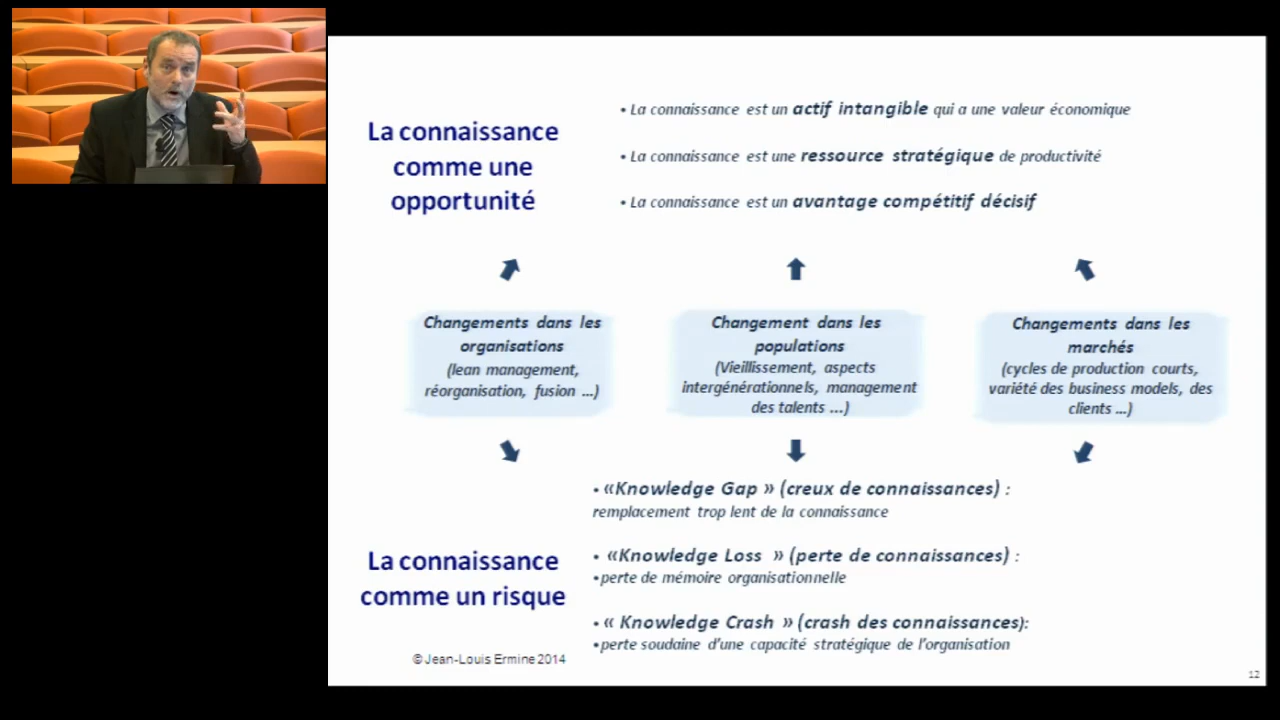 La connaissance
comme une
opportunité
• La connaissance est un actif intangible qui a une valeur économique
• La connaissance est une ressource stratégique de productivité
• La connaissance est un avantage compétitif décisif
Changements dans les
organisations
(lean management,
réorganisation, fusion ...)
Changement dans les
populations
(Vieillissement, aspects
intergénérationnels, management
des talents ...)
Changements dans les
marchés
(cycles de production courts,
variété des business models, des
clients ...)
La connaissance
comme un risque
• «Knowledge Gap » (creux de connaissances) :
remplacement trop lent de la connaissance
• «Knowledge Loss » (perte de connaissances) :
•perte de mémoire organisationnelle
• « Knowledge Crash » (crash des connaissances):
•perte soudaine d'une capacité stratégique de l'organisation
© Jean-Louis Ermine 2014
12